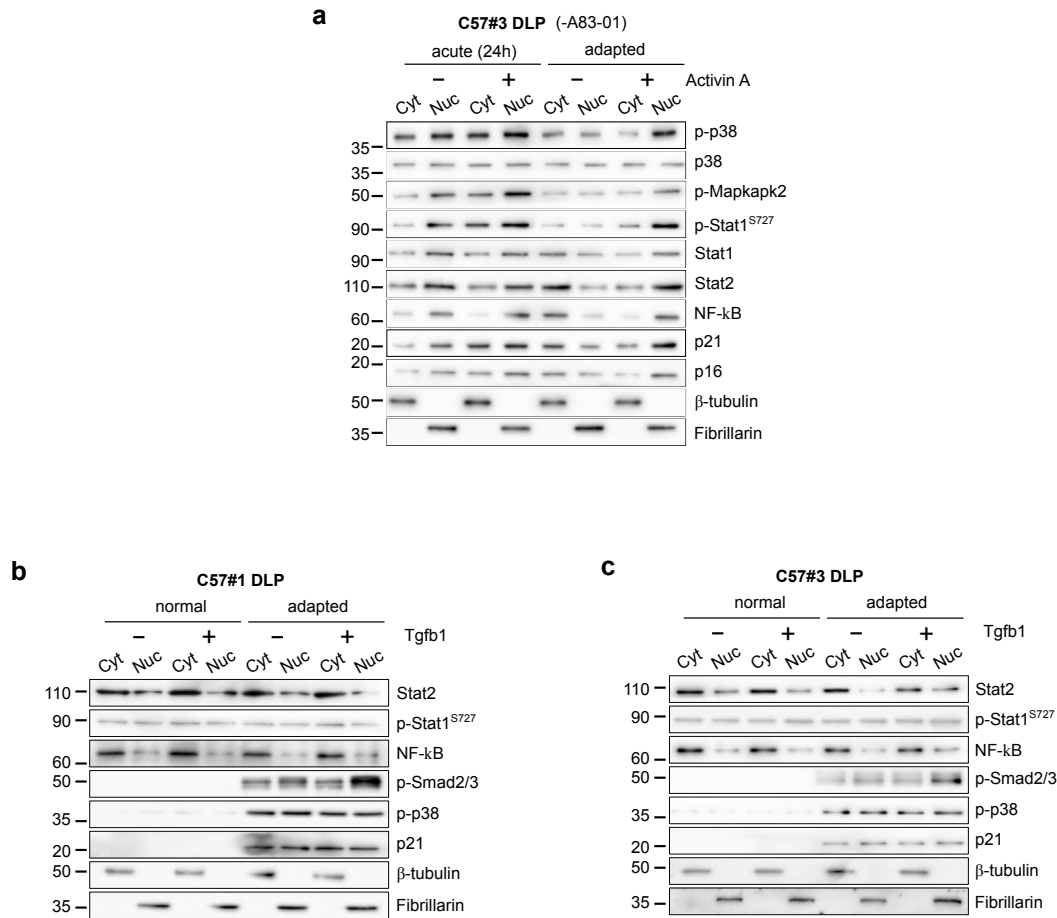 a
C57#3 DLP (-A83-01)
acute (24h) adapted
− + − + Activin A
Cyt Nuc Cyt Nuc Cyt Nuc Cyt Nuc
35 p-p38
35 p38
50 p-Mapkapk2
90 p-Stat1S727
90 Stat1
110 Stat2
60 NF-kB
20 p21
20 p16
50 β-tubulin
35 Fibrillarin
b
C57#1 DLP
normal adapted
− + − + Tgfb1
Cyt Nuc Cyt Nuc Cyt Nuc Cyt Nuc
110 Stat2
90 p-Stat1S727
60 NF-kB
50 p-Smad2/3
35 p-p38
20 p21
50 β-tubulin
35 Fibrillarin
c
C57#3 DLP
normal adapted
− + − + Tgfb1
Cyt Nuc Cyt Nuc Cyt Nuc Cyt Nuc
110 Stat2
90 p-Stat1S727
60 NF-kB
50 p-Smad2/3
35 p-p38
20 p21
50 β-tubulin
35 Fibrillarin